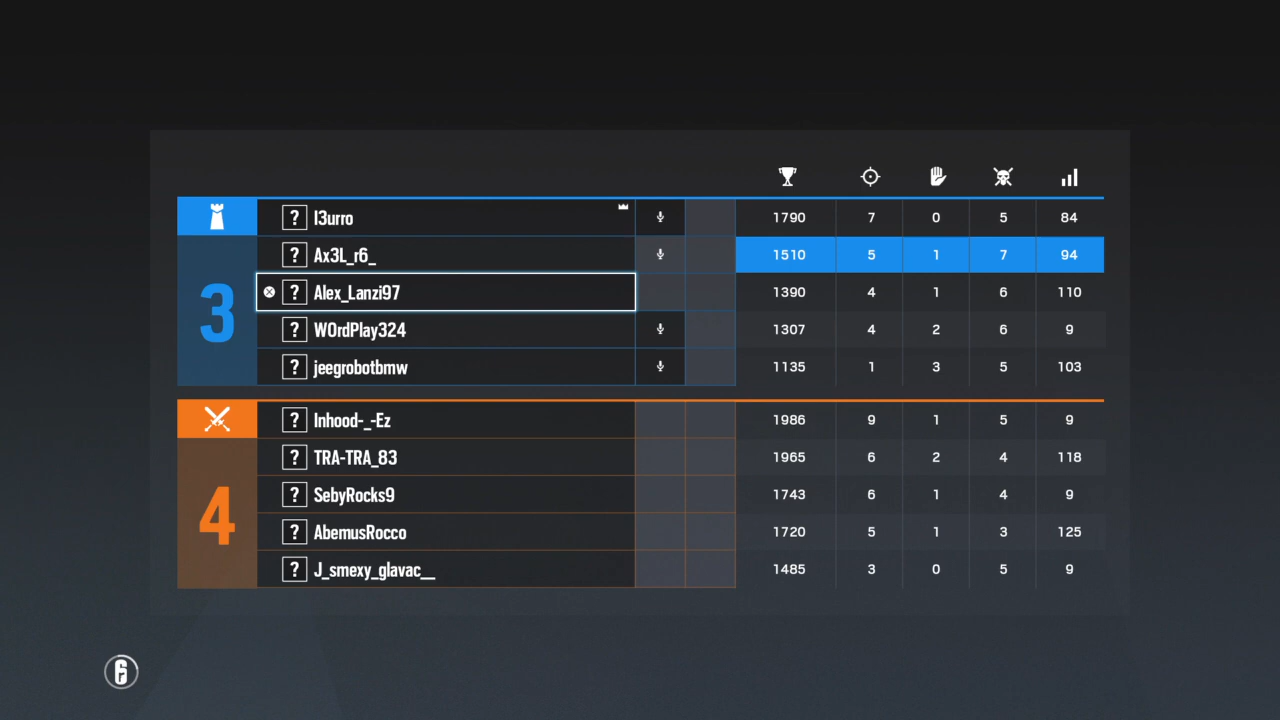 ? l3urro 1790 7 0 5 84
? Ax3L_r6_ 1510 5 1 7 94
3
? Alex_Lanzi97 1390 4 1 6 110
? W0rdPlay324 1307 4 2 6 9
? jeegrobotbmw 1135 1 3 5 103
? Inhood-_-Ez 1986 9 1 5 9
? TRA-TRA_83 1965 6 2 4 118
? SebyRocks9 1743 6 1 4 9
4
? AbemusRocco 1720 5 1 3 125
? J_smexy_glavac__ 1485 3 0 5 9
6